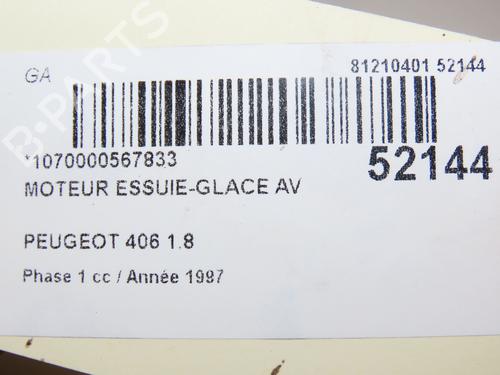 GA
81210401 52144
*1070000567833
52144
MOTEUR ESSUIE-GLACE AV
PEUGEOT 406 1.8
Phase 1 cc / Année 1997
B-PARTS